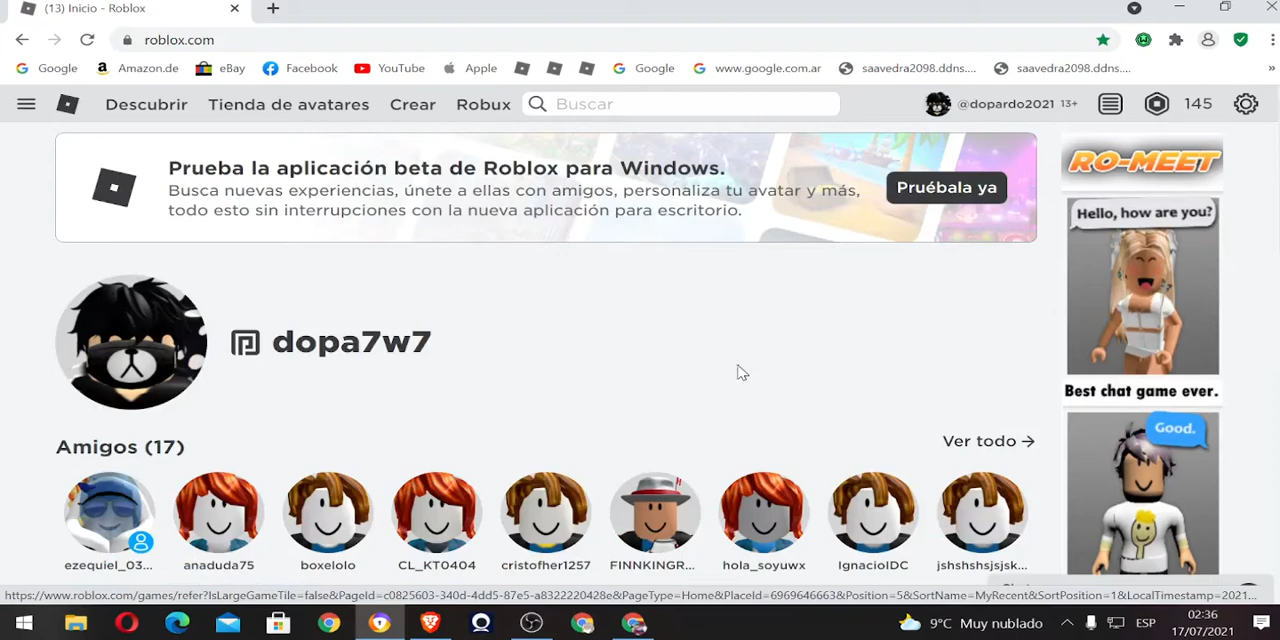 (13) Inicio - Roblox
roblox.com
Google Amazon.de eBay Facebook YouTube Apple Google www.google.com.ar saavedra2098.ddns.... saavedra2098.ddns.... »
Descubrir Tienda de avatares Crear Robux Buscar @dopardo2021 13+ 145
Prueba la aplicación beta de Roblox para Windows.
Busca nuevas experiencias, únete a ellas con amigos, personaliza tu avatar y más,
todo esto sin interrupciones con la nueva aplicación para escritorio.
Pruébala ya
RO-MEET
Hello, how are you?
Best chat game ever.
Good.
dopa7w7
Amigos (17)
Ver todo →
ezequiel_03... anaduda75 boxelolo CL_KT0404 cristofher1257 FINNKINGR... hola_soyuwx IgnacioIDC jshshshsjsjsk...
https://www.roblox.com/games/refer?IsLargeGameTile=false&PageId=c0825603-340d-4dd5-87e5-a8322220428e&PageType=Home&PlaceId=6969646663&Position=5&SortName=MyRecent&SortPosition=1&LocalTimestamp=2021...
9°C Muy nublado ESP 02:36
17/07/2021